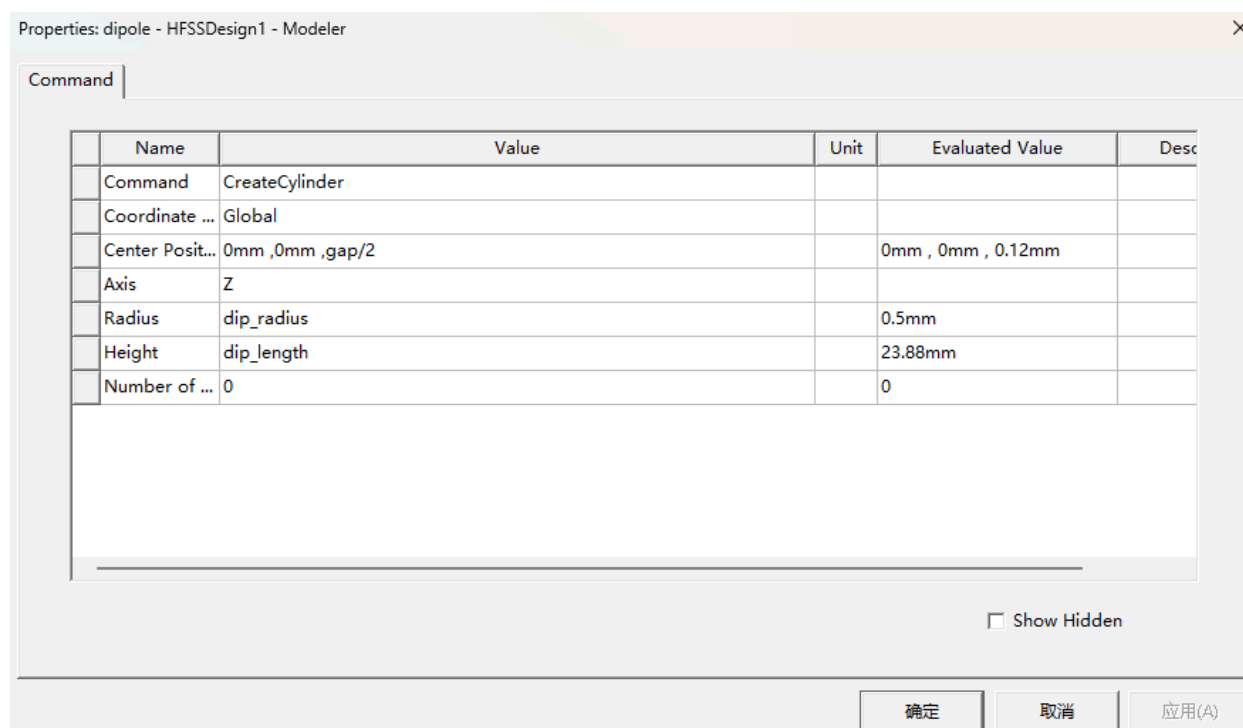 Properties: dipole - HFSSDesign1 - Modeler
Command
Name Value Unit Evaluated Value Desc
Command CreateCylinder
Coordinate ... Global
Center Posit... 0mm ,0mm ,gap/2 0mm , 0mm , 0.12mm
Axis Z
Radius dip_radius 0.5mm
Height dip_length 23.88mm
Number of ... 0 0
Show Hidden
确定 取消 应用(A)